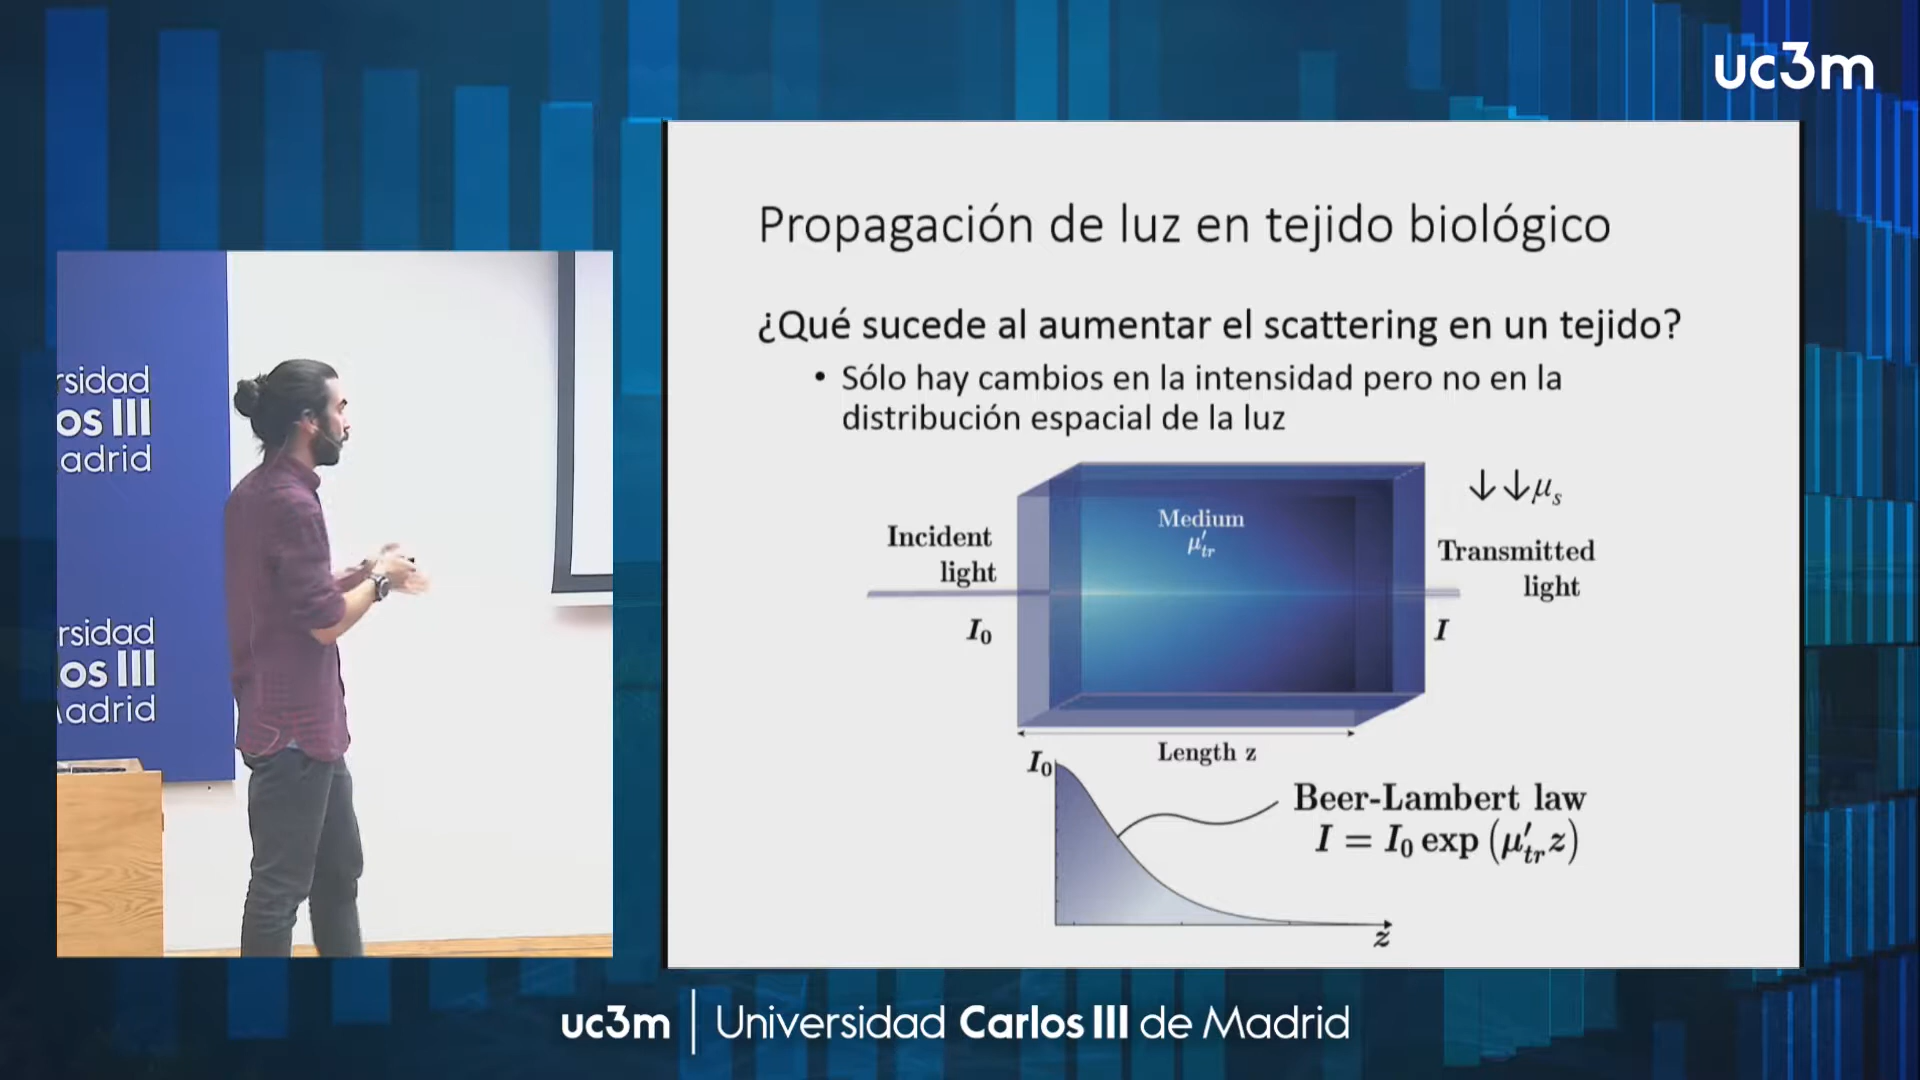 uc3m
rsidad
os III
adrid
rsidad
os III
adrid
Propagación de luz en tejido biológico
¿Qué sucede al aumentar el scattering en un tejido?
• Sólo hay cambios en la intensidad pero no en la
distribución espacial de la luz
↓↓μₛ
Medium
μ′ₜᵣ
Incident
light
I₀
Transmitted
light
I
Length z
I₀
Beer-Lambert law
I = I₀ exp (μ′ₜᵣ z)
z
uc3m | Universidad Carlos III de Madrid